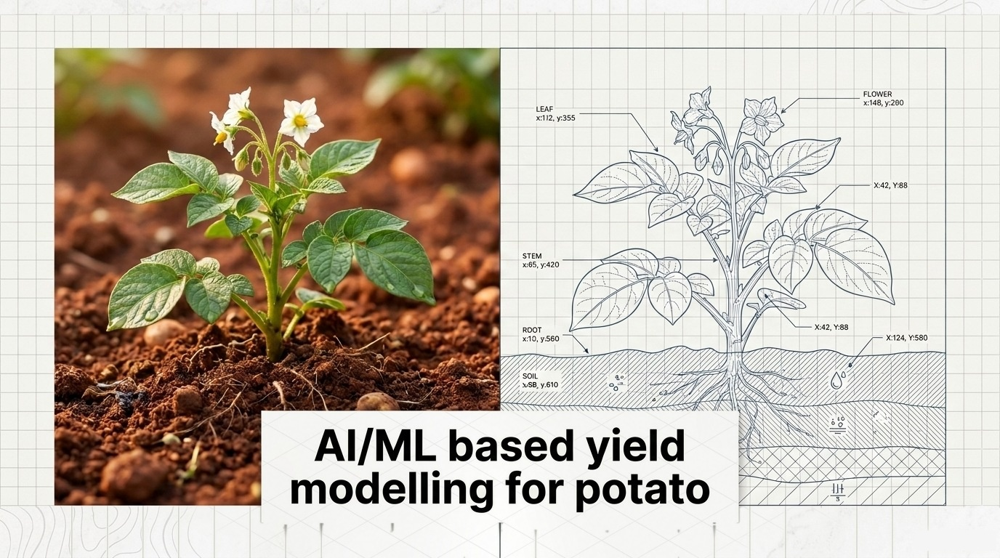 LEAF
x:112, y:355
FLOWER
x:148, y:200
X:42, Y:88
STEM
x:65, y:420
ROOT
x:10, y.560
X:42, Y:88
X:124, Y:580
SOIL
y.610
AI/ML based yield
modelling for potato